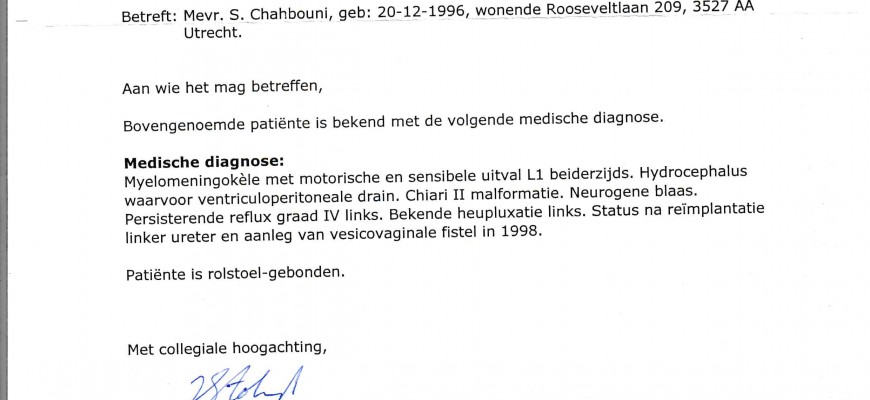 Betreft: Mevr. S. Chahbouni, geb: 20-12-1996, wonende Rooseveltlaan 209, 3527 AA
Utrecht.
Aan wie het mag betreffen,
Bovengenoemde patiënte is bekend met de volgende medische diagnose.
Medische diagnose:
Myelomeningokèle met motorische en sensibele uitval L1 beiderzijds. Hydrocephalus
waarvoor ventriculoperitoneale drain. Chiari II malformatie. Neurogene blaas.
Persisterende reflux graad IV links. Bekende heupluxatie links. Status na reïmplantatie
linker ureter en aanleg van vesicovaginale fistel in 1998.
Patiënte is rolstoel-gebonden.
Met collegiale hoogachting,